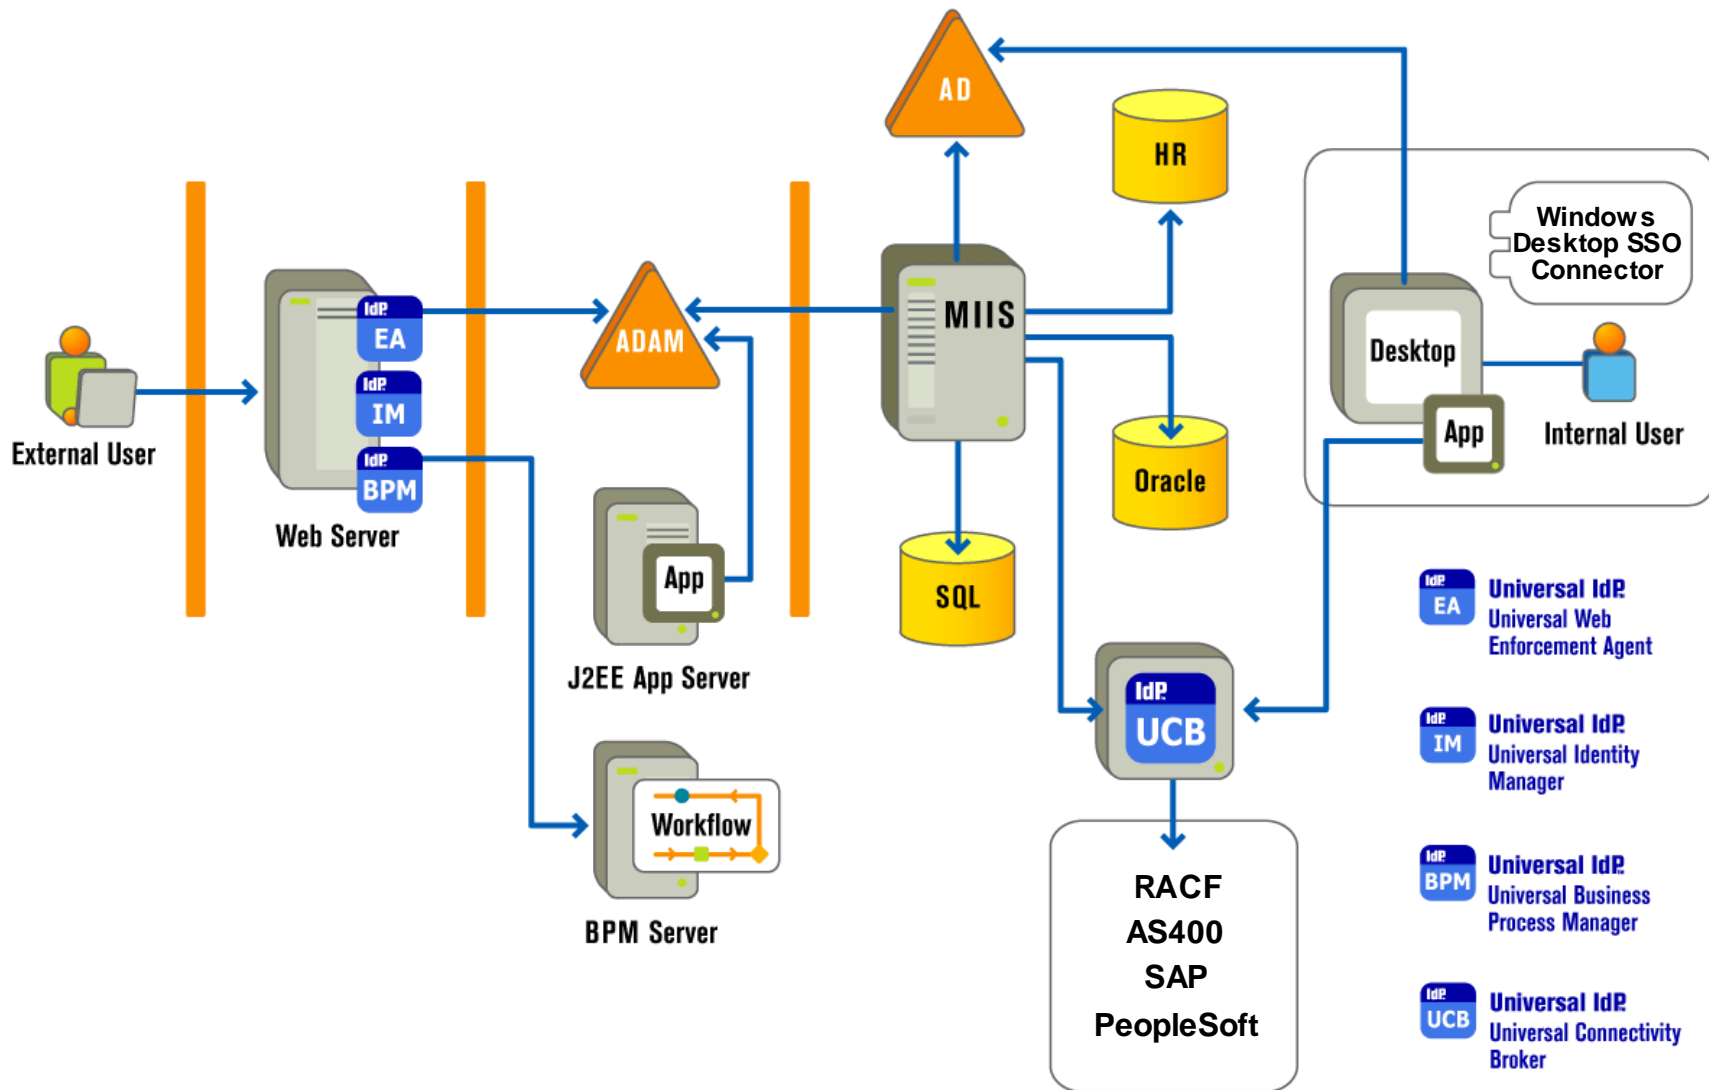 AD
HR
Windows
Desktop SSO
Connector
IdP
EA
ADAM
MIIS
Desktop
IdP
IM
App
External User
Internal User
IdP
BPM
Oracle
Web Server
App
SQL
J2EE App Server
IdP
UCB
Workflow
BPM Server
RACF
AS400
SAP
PeopleSoft
IdP
EA
Universal IdP
Universal Web
Enforcement Agent
IdP
IM
Universal IdP
Universal Identity
Manager
IdP
BPM
Universal IdP
Universal Business
Process Manager
IdP
UCB
Universal IdP
Universal Connectivity
Broker